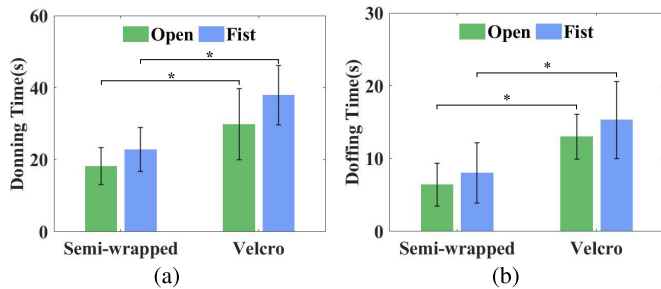 60
40
20
0
Donning Time(s)
Open Fist
*
*
Semi-wrapped Velcro
(a)
30
20
10
0
Doffing Time(s)
Open Fist
*
*
Semi-wrapped Velcro
(b)